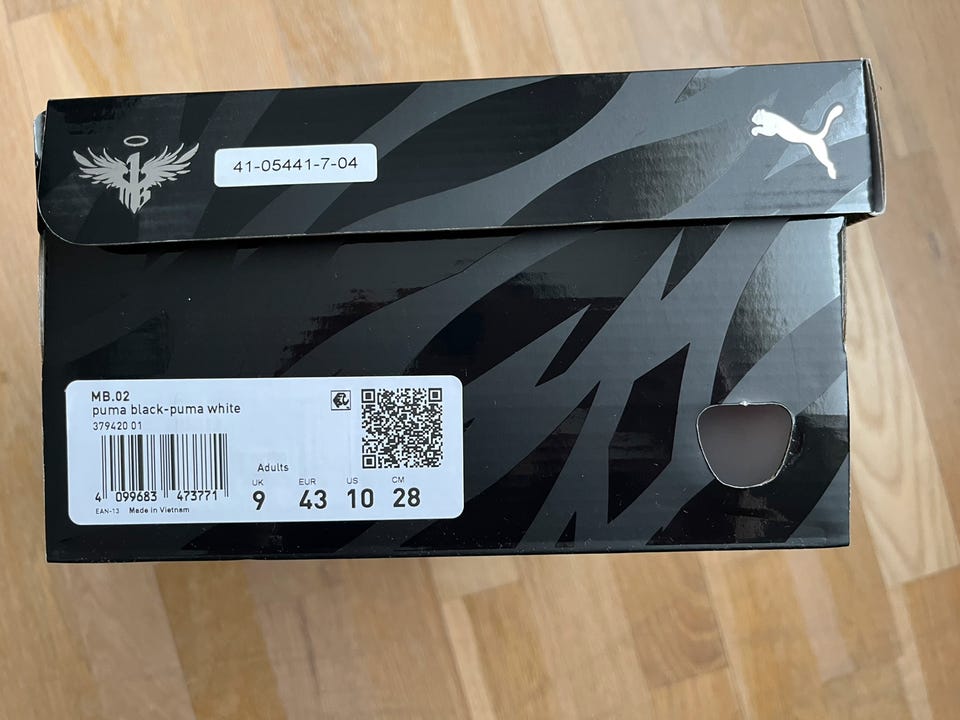 41-05441-7-04
MB.02
puma black-puma white
379420 01
Adults
UK EUR US CM
9 43 10 28
4 099683 473771
EAN-13 Made in Vietnam